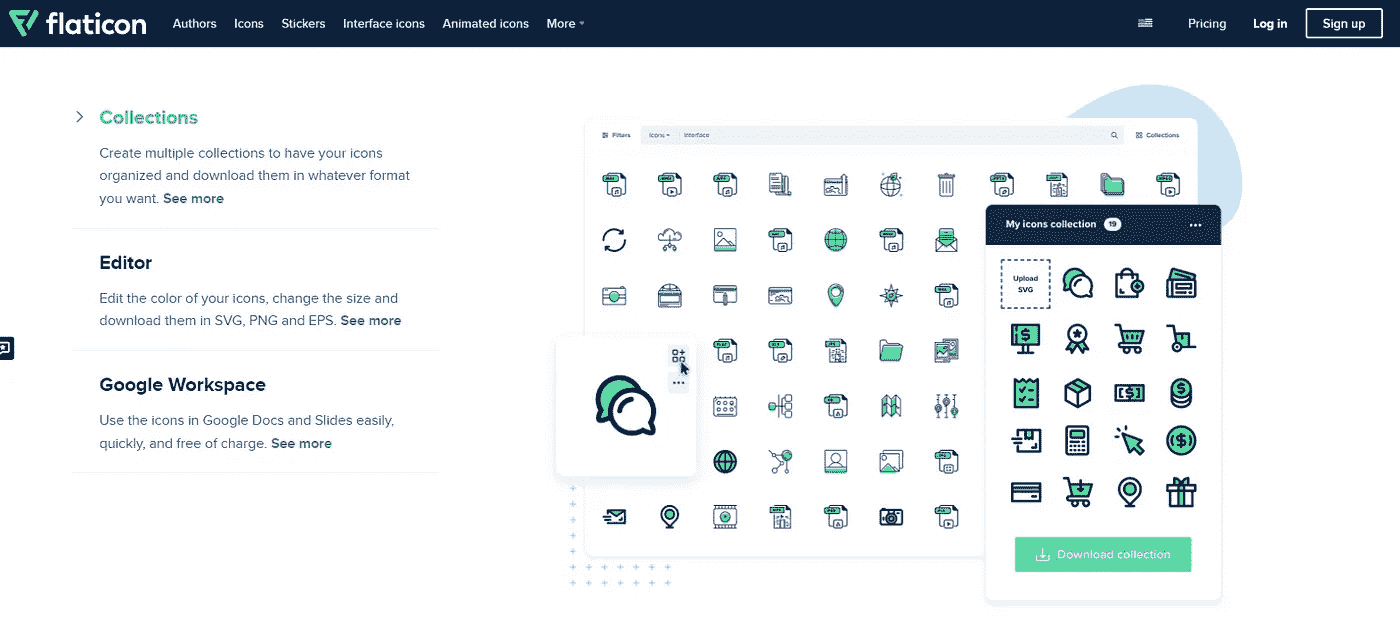 flaticon
Authors Icons Stickers Interface icons Animated icons More
Pricing Log in Sign up
Collections
Create multiple collections to have your icons
organized and download them in whatever format
you want. See more
Editor
Edit the color of your icons, change the size and
download them in SVG, PNG and EPS. See more
Google Workspace
Use the icons in Google Docs and Slides easily,
quickly, and free of charge. See more
Filters Icons Interface Collections
My icons collection 19
Upload
SVG
Download collection